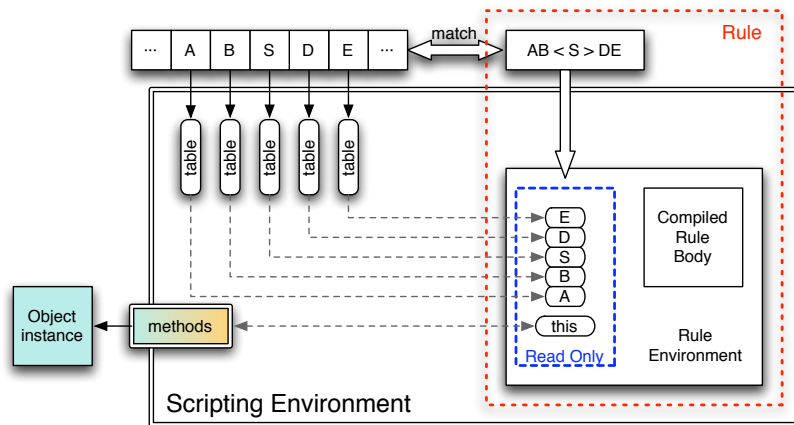 Rule
... A B S D E ...
match
AB < S > DE
table table table table table
E
D
S
B
A
this
Read Only
Compiled
Rule
Body
Rule
Environment
Object
instance
methods
Scripting Environment